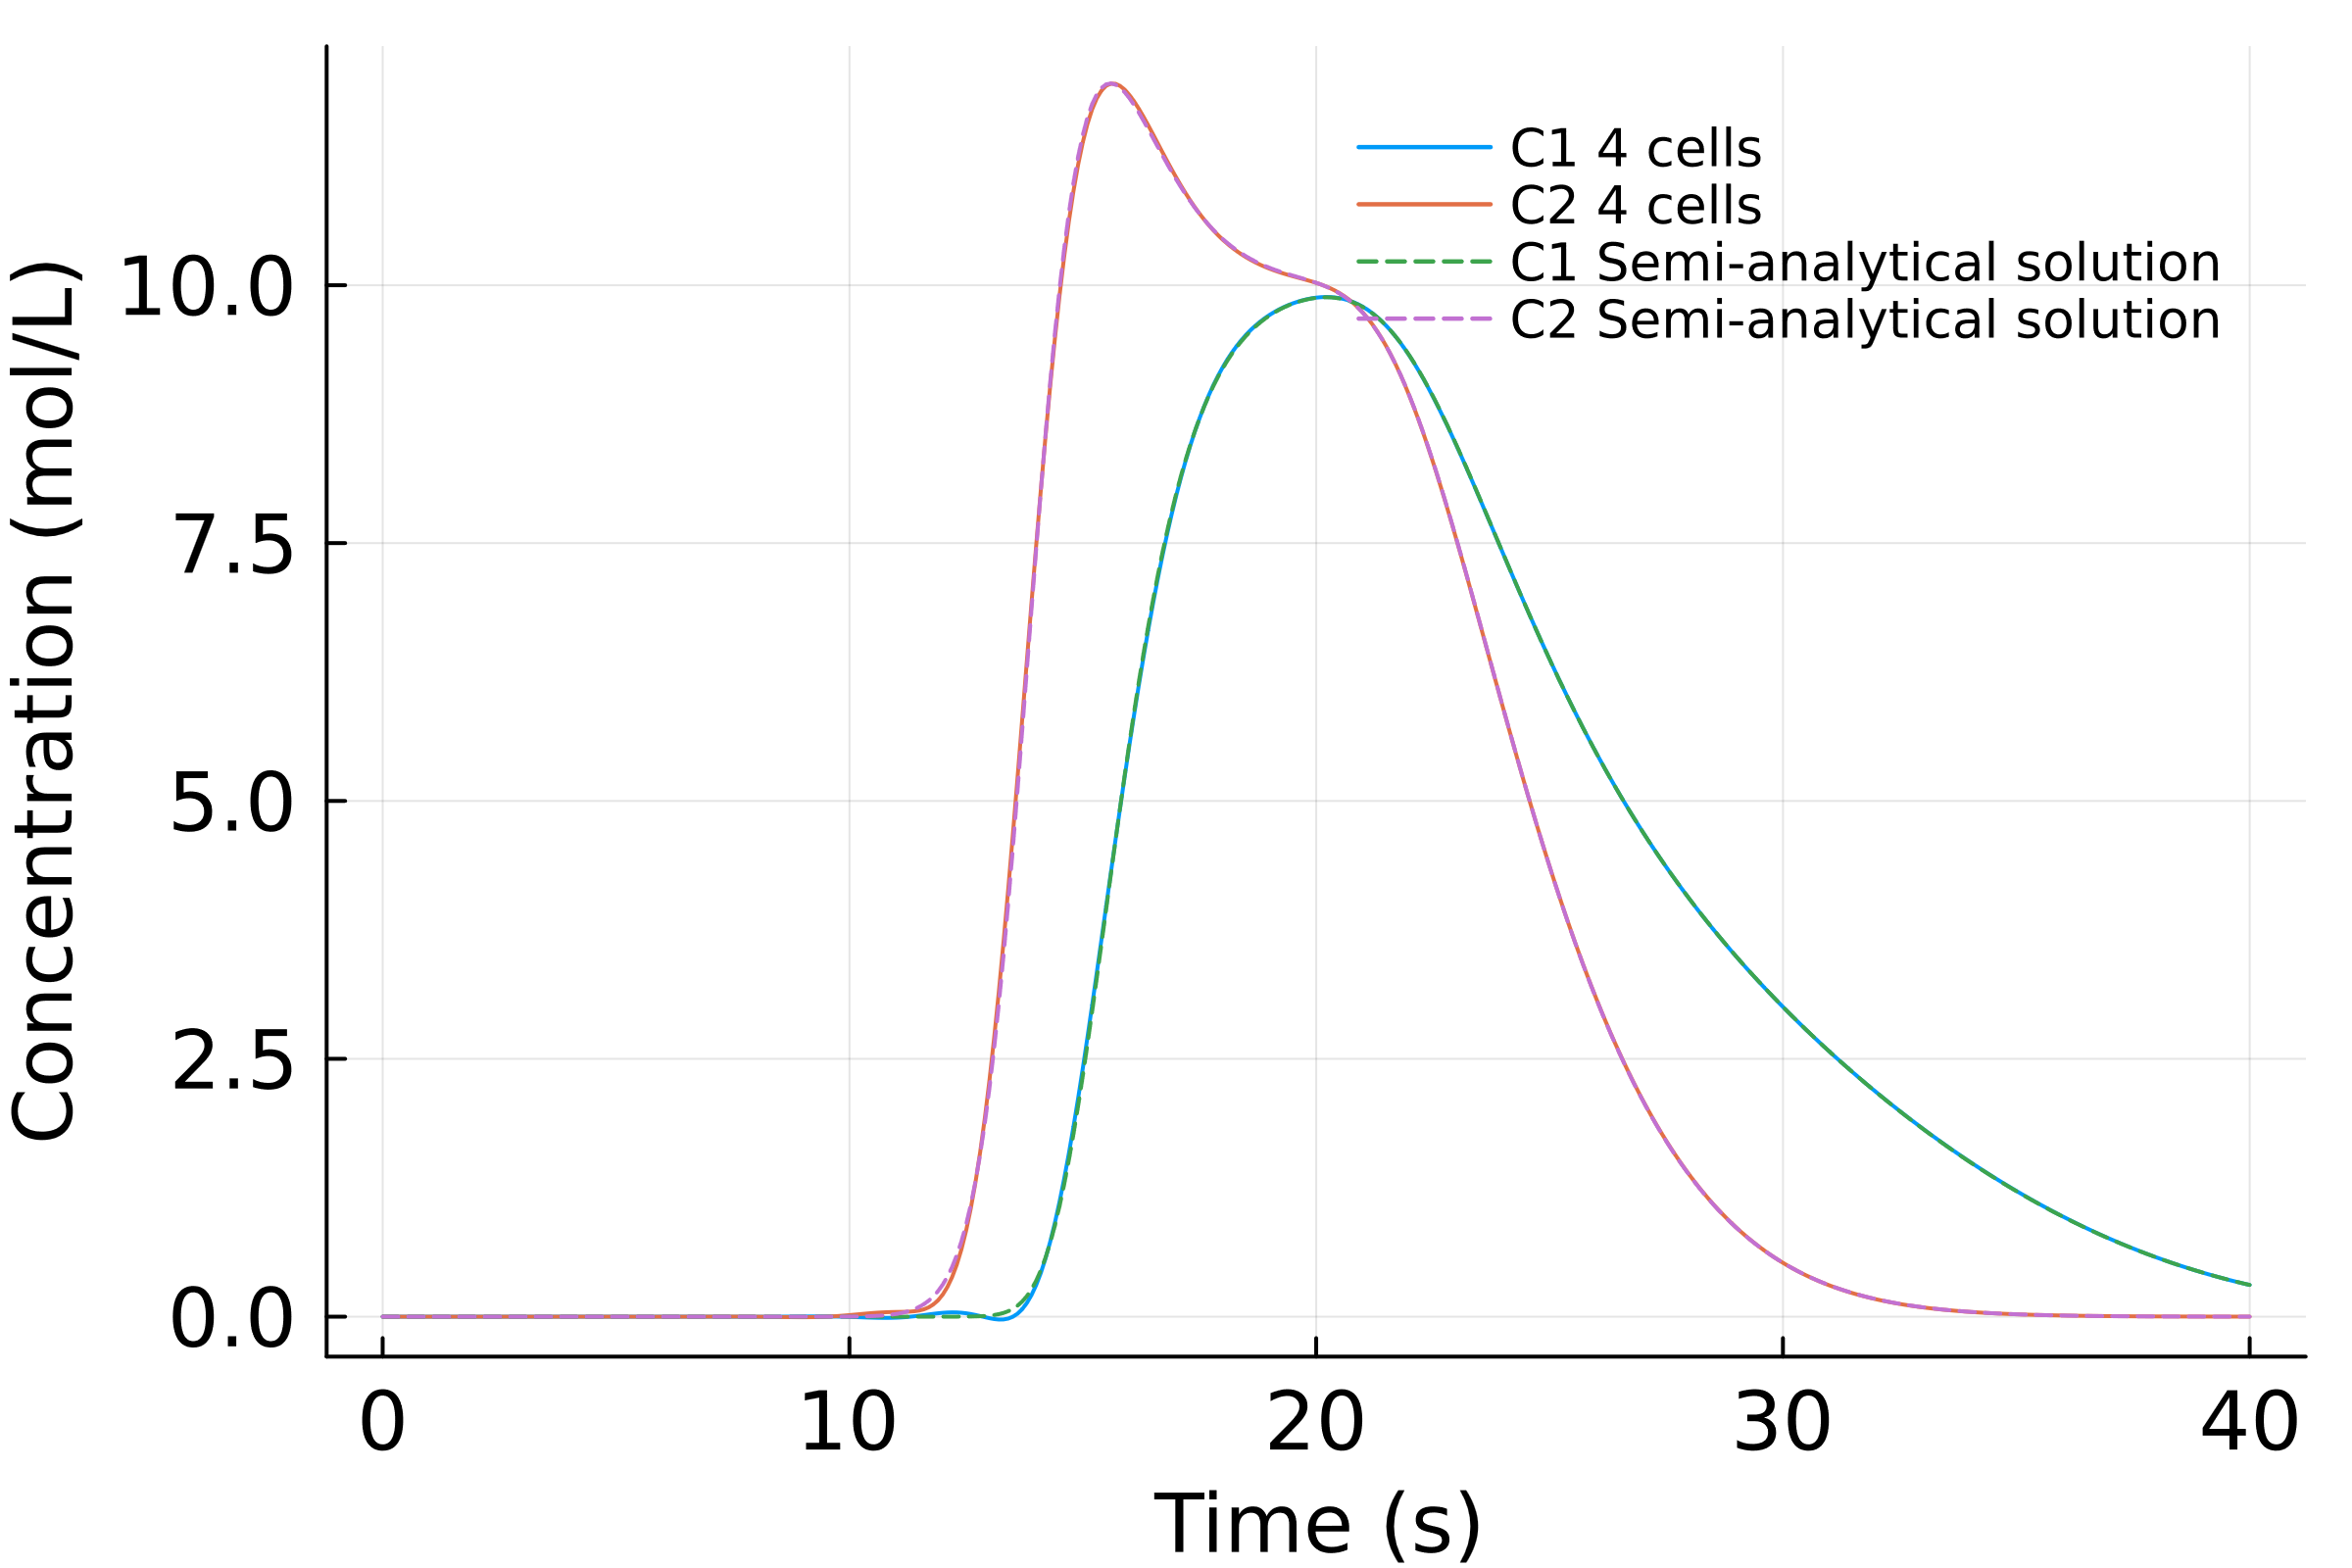 Concentration (mol/L)
10.0
7.5
5.0
2.5
0.0
C1 4 cells
C2 4 cells
C1 Semi-analytical solution
C2 Semi-analytical solution
0 10 20 30 40
Time (s)